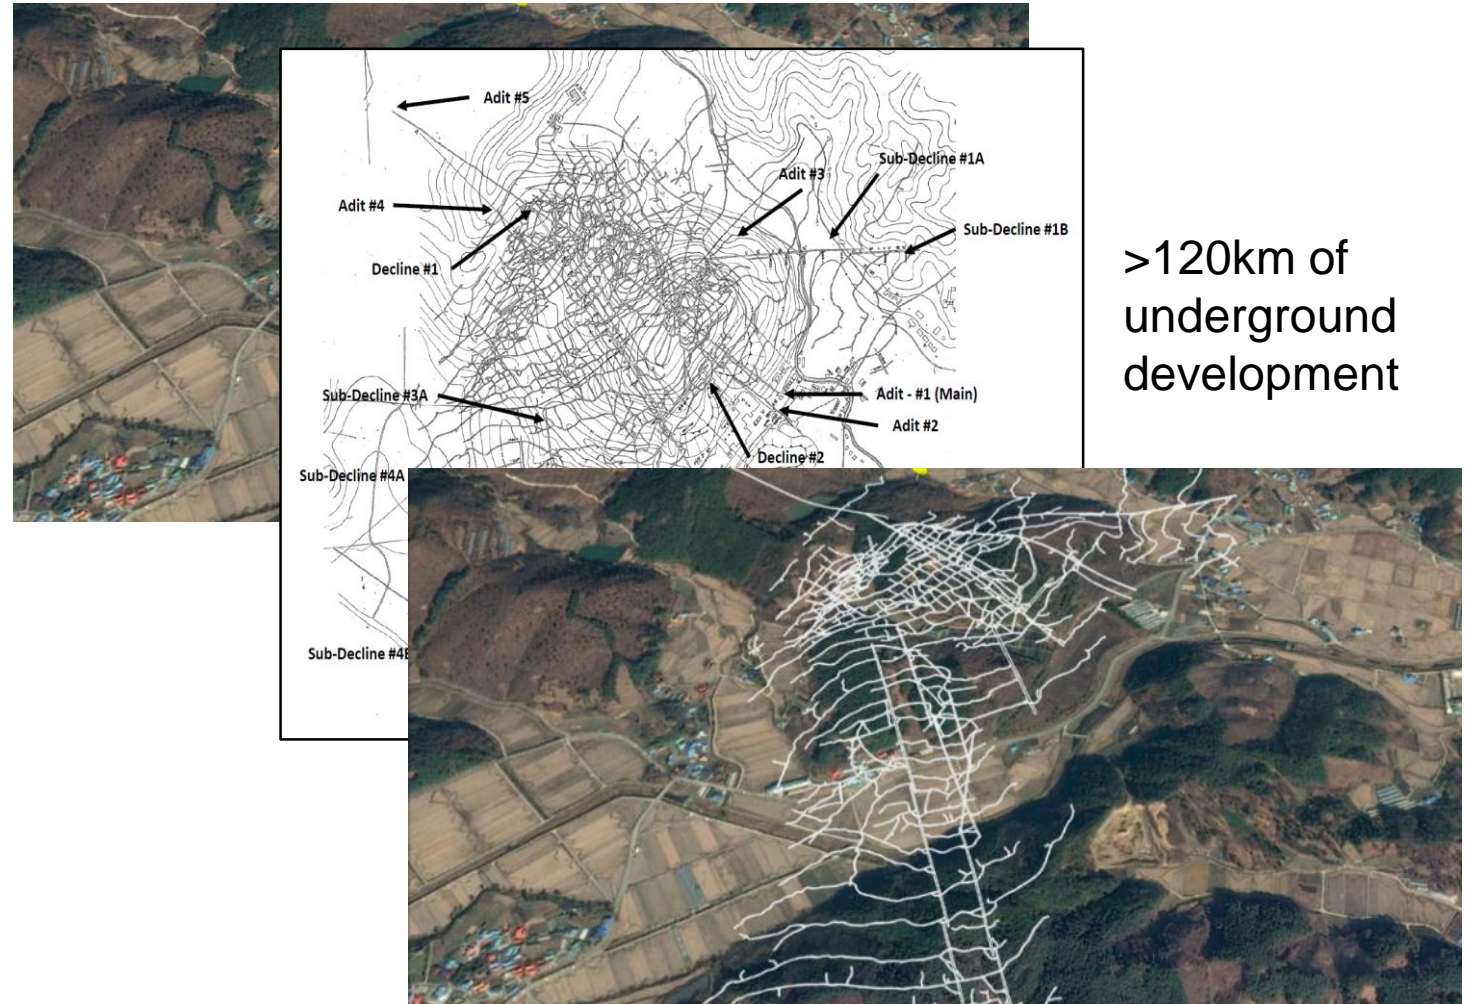 Adit #5
Sub-Decline #1A
Adit #3
Adit #4
Sub-Decline #1B
Decline #1
>120km of
underground
development
Sub-Decline #3A
Adit - #1 (Main)
Adit #2
Decline #2
Sub-Decline #4A
Sub-Decline #4